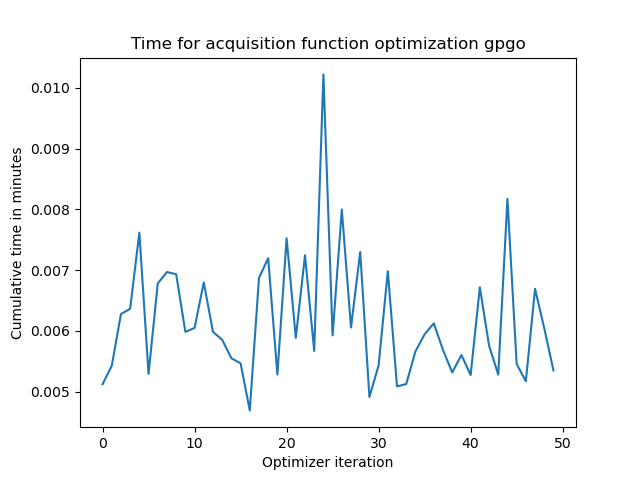 Time for acquisition function optimization gpgo
0.010
0.009
0.008
0.007
0.006
0.005
Cumulative time in minutes
0 10 20 30 40 50
Optimizer iteration